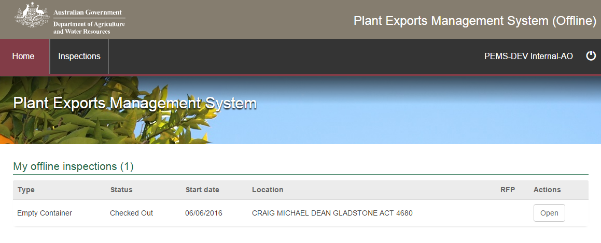 Australian Government
Department of Agriculture
and Water Resources
Plant Exports Management System (Offline)
Home
Inspections
PEMS-DEV Internal-AO
Plant Exports Management System
My offline inspections (1)
Type Status Start date Location RFP Actions
Empty Container Checked Out 06/06/2016 CRAIG MICHAEL DEAN GLADSTONE ACT 4680 Open